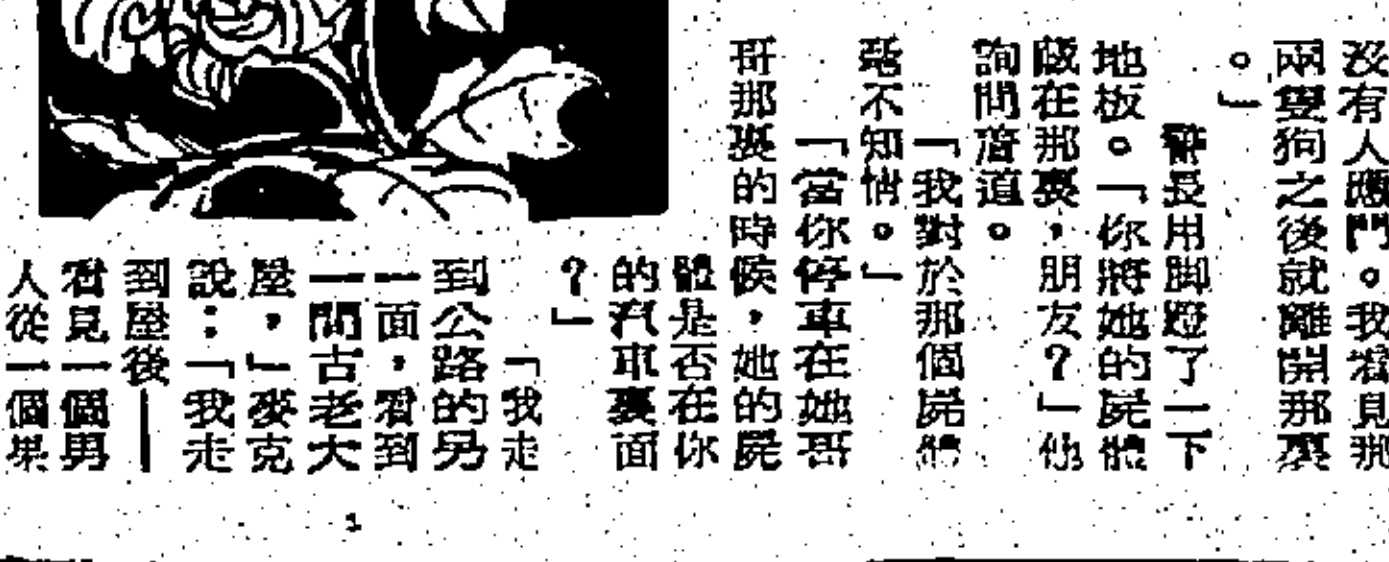 沒有人應門。我看見那
兩隻狗之後就離開那裏
。」
警長用脚蹬了一下
地板。「你將她的屍體
藏在那裏，朋友？」他
詢問着道。
「我對於那個屍體
毫不知情。」
「當你停車在她哥
哥那裏的時候，她的屍
體是否在你
的汽車裏面
？」
「我走
到公路的另
一面，看到
一間古老大
屋，」麥克
說：「我走
到屋後——
看見一個男
人從一個果